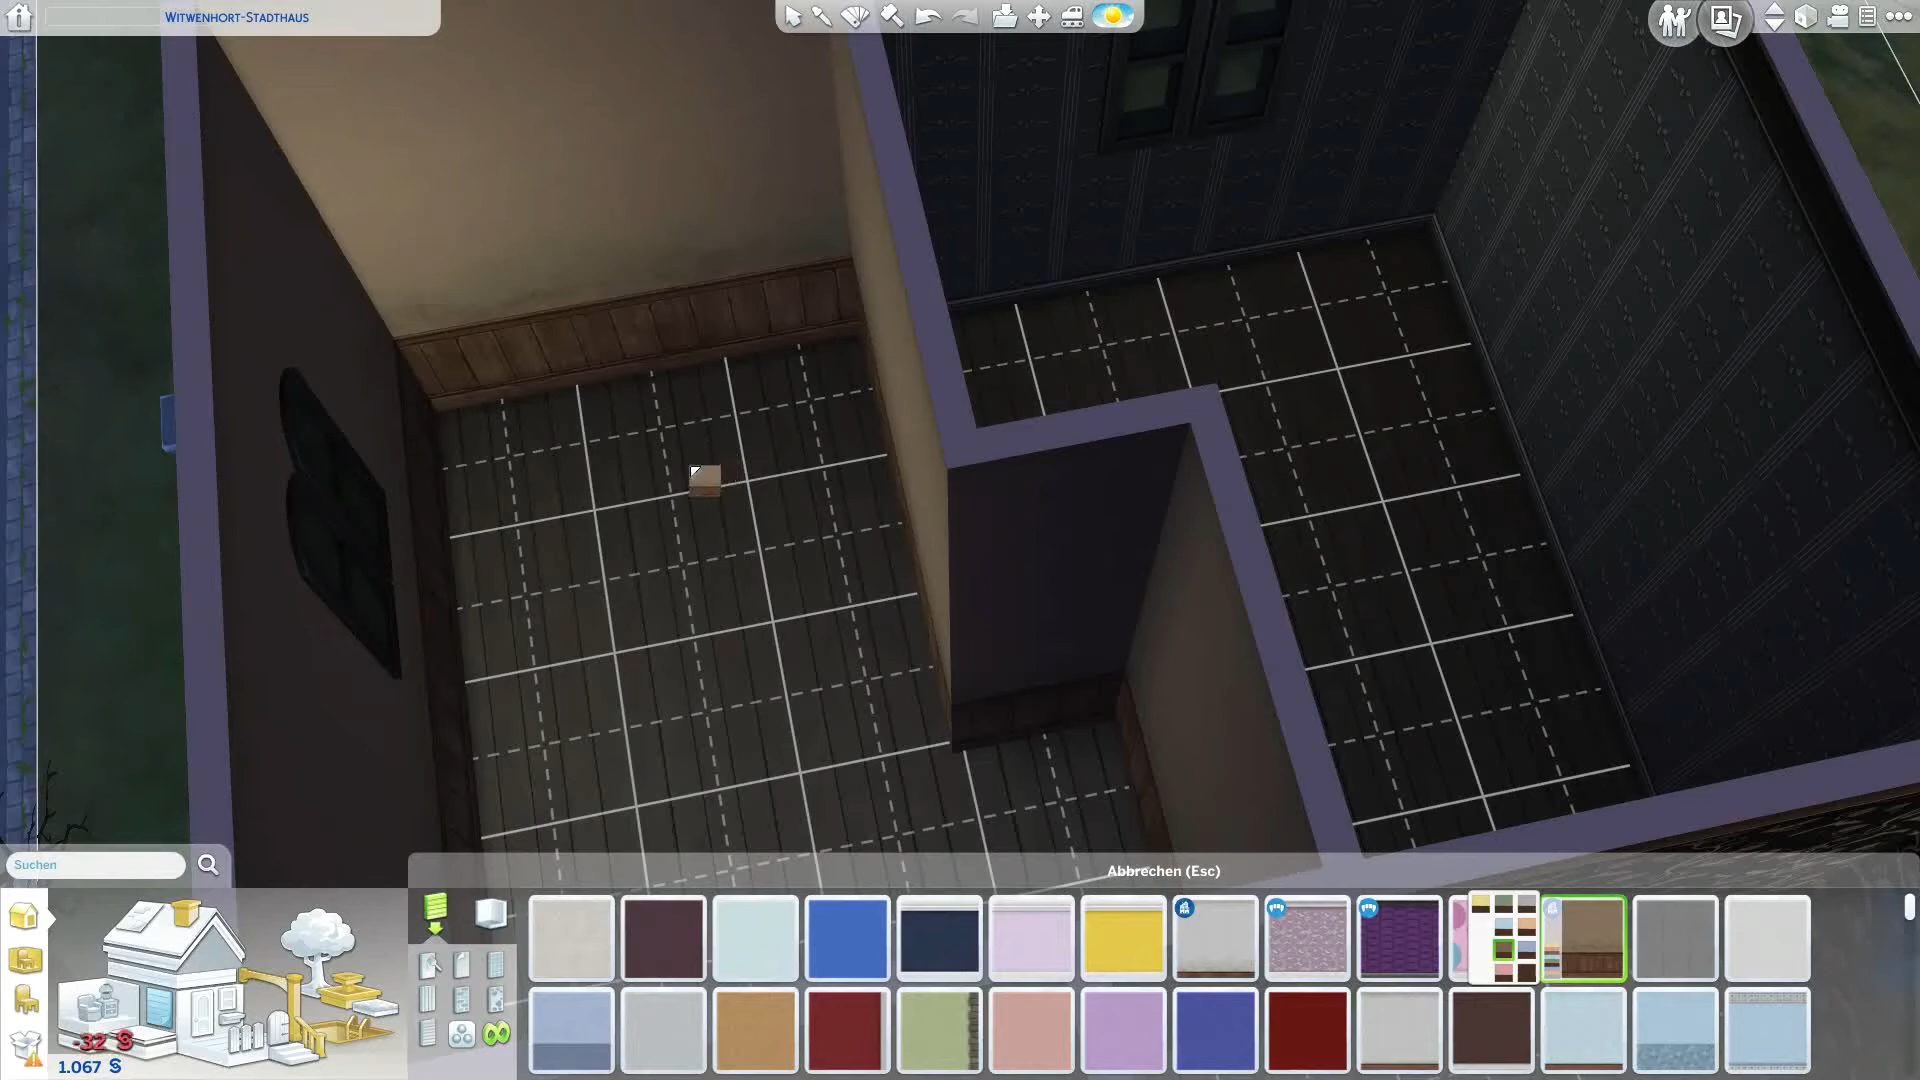 Witwenhort-Stadthaus
Suchen
Abbrechen (Esc)
-32 $
1.067 $